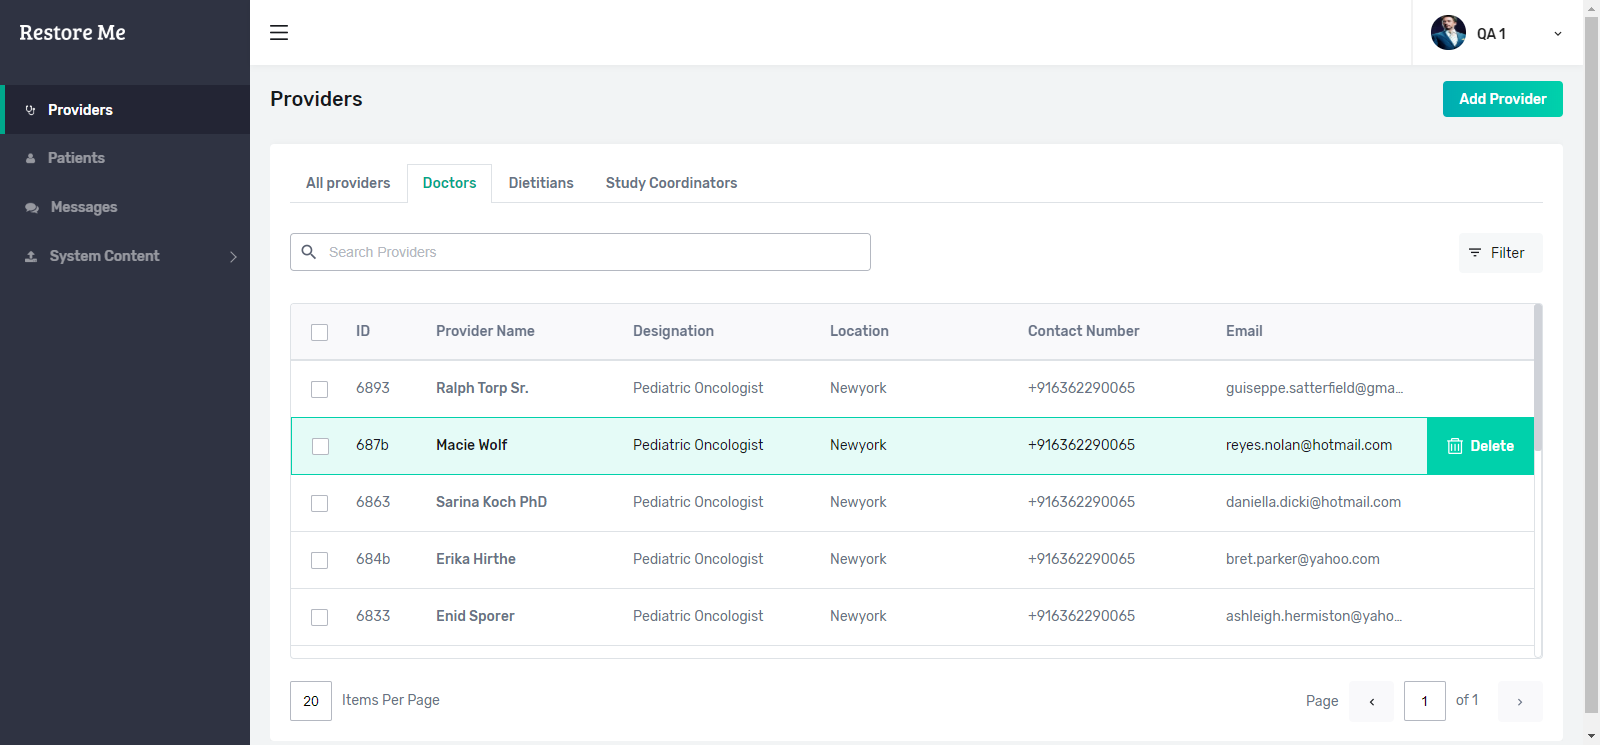 Restore Me
QA 1
Providers
Patients
Messages
System Content
Providers
Add Provider
All providers Doctors Dietitians Study Coordinators
Search Providers
Filter
ID Provider Name Designation Location Contact Number Email
6893 Ralph Torp Sr. Pediatric Oncologist Newyork +916362290065 guiseppe.satterfield@gma...
687b Macie Wolf Pediatric Oncologist Newyork +916362290065 reyes.nolan@hotmail.com Delete
6863 Sarina Koch PhD Pediatric Oncologist Newyork +916362290065 daniella.dicki@hotmail.com
684b Erika Hirthe Pediatric Oncologist Newyork +916362290065 bret.parker@yahoo.com
6833 Enid Sporer Pediatric Oncologist Newyork +916362290065 ashleigh.hermiston@yaho...
20 Items Per Page Page 1 of 1